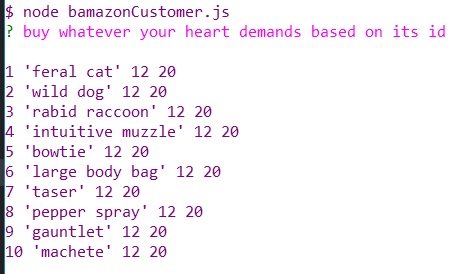 $ node bamazonCustomer.js
? buy whatever your heart demands based on its id
1 'feral cat' 12 20
2 'wild dog' 12 20
3 'rabid raccoon' 12 20
4 'intuitive muzzle' 12 20
5 'bowtie' 12 20
6 'large body bag' 12 20
7 'taser' 12 20
8 'pepper spray' 12 20
9 'gauntlet' 12 20
10 'machete' 12 20